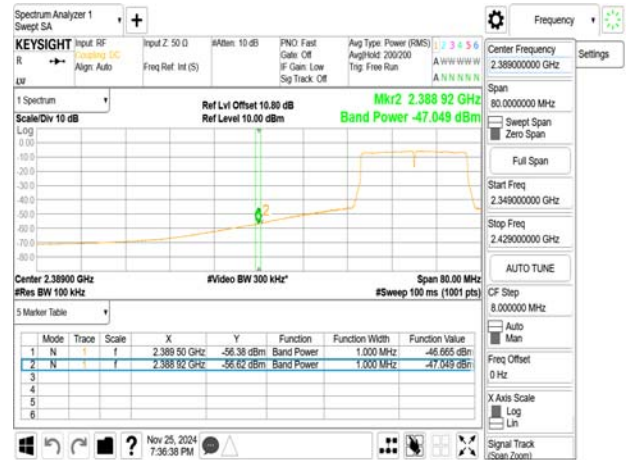 Spectrum Analyzer 1
Swept SA
Frequency
KEYSIGHT Input: RF Input Z: 50 Ω #Atten: 10 dB PNO: Fast Avg Type: Power (RMS) 1 2 3 4 5 6
R Coupling: DC Gate: Off Avg|Hold: 200/200 A W W W W W
Align: Auto Freq Ref: Int (S) IF Gain: Low Trig: Free Run A N N N N N
Sig Track: Off
Center Frequency
2.389000000 GHz
Settings
Span
80.0000000 MHz
Swept Span
Zero Span
Full Span
Start Freq
2.349000000 GHz
Stop Freq
2.429000000 GHz
AUTO TUNE
CF Step
8.000000 MHz
Auto
Man
Freq Offset
0 Hz
X Axis Scale
Log
Lin
Signal Track
(Span Zoom)
1 Spectrum
Ref Lvl Offset 10.80 dB
Mkr2 2.388 92 GHz
Scale/Div 10 dB
Ref Level 10.00 dBm
Band Power -47.049 dBm
Log
0.00
-10.0
-20.0
-30.0
-40.0
-50.0
-60.0
-70.0
-80.0
2
Center 2.38900 GHz #Video BW 300 kHz* Span 80.00 MHz
#Res BW 100 kHz #Sweep 100 ms (1001 pts)
5 Marker Table
Mode Trace Scale X Y Function Function Width Function Value
1 N 1 f 2.389 50 GHz -56.38 dBm Band Power 1.000 MHz -46.665 dBm
2 N 1 f 2.388 92 GHz -56.62 dBm Band Power 1.000 MHz -47.049 dBm
3
4
5
6
Nov 25, 2024
7:36:38 PM